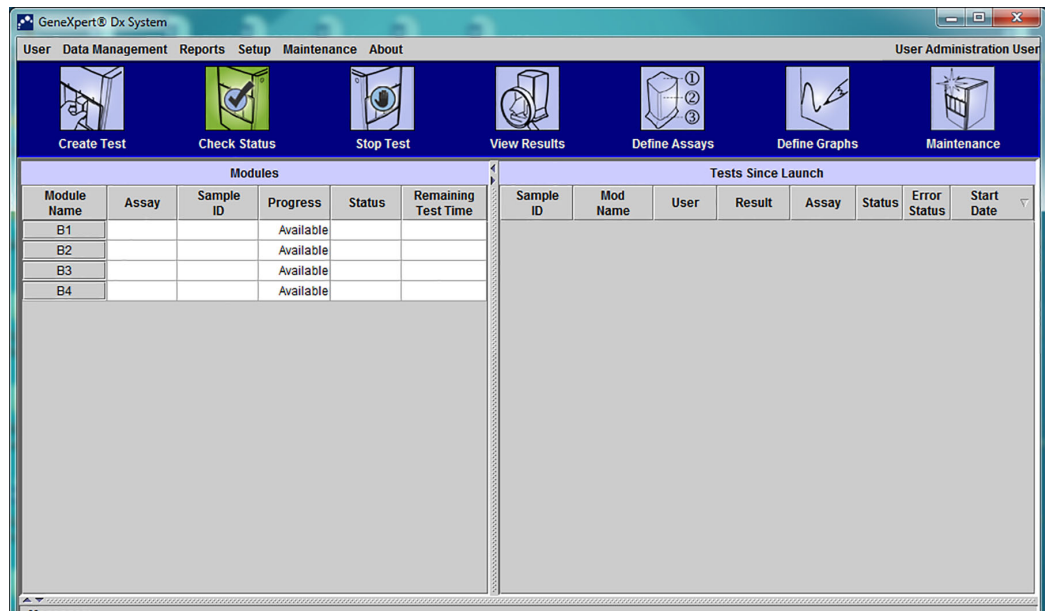 GeneXpert® Dx System
User Data Management Reports Setup Maintenance About User Administration User
① ② ③
Create Test Check Status Stop Test View Results Define Assays Define Graphs Maintenance
Modules Tests Since Launch
Module Name Assay Sample ID Progress Status Remaining Test Time Sample ID Mod Name User Result Assay Status Error Status Start Date
B1 Available
B2 Available
B3 Available
B4 Available